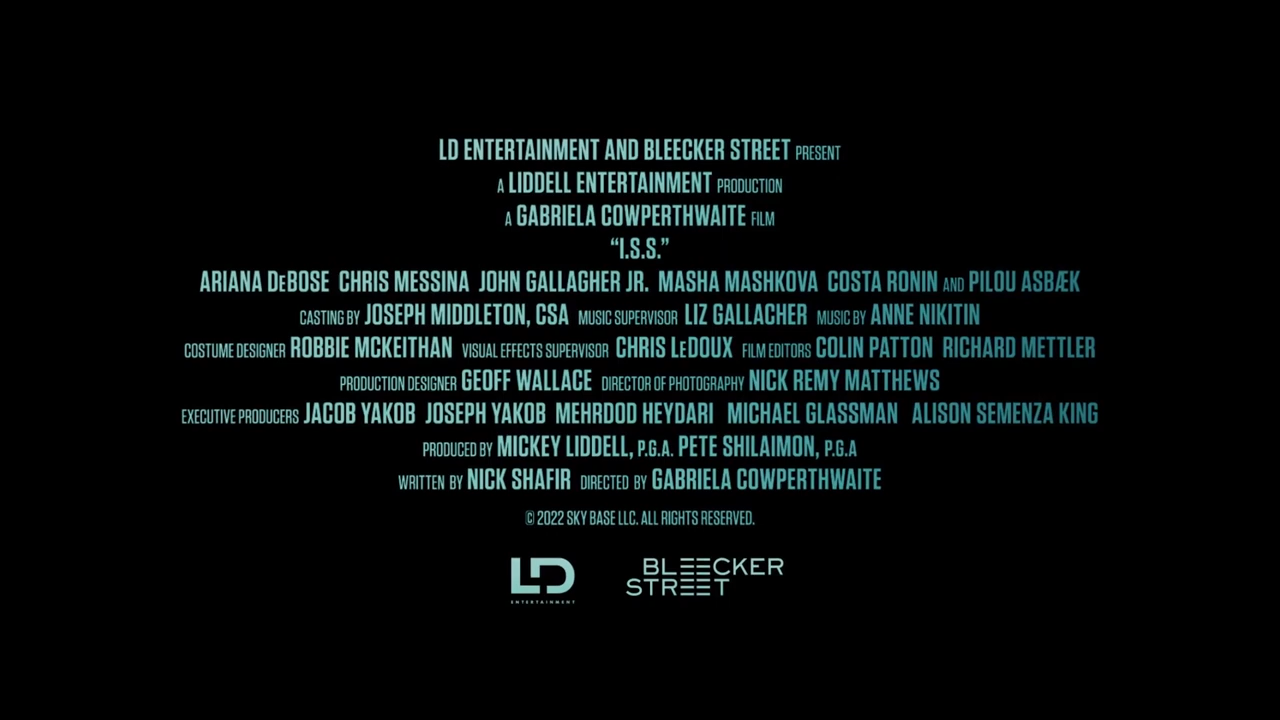 LD ENTERTAINMENT AND BLEECKER STREET PRESENT
A LIDDELL ENTERTAINMENT PRODUCTION
A GABRIELA COWPERTHWAITE FILM
“I.S.S.”
ARIANA DeBOSE CHRIS MESSINA JOHN GALLAGHER JR. MASHA MASHKOVA COSTA RONIN AND PILOU ASBÆK
CASTING BY JOSEPH MIDDLETON, CSA MUSIC SUPERVISOR LIZ GALLACHER MUSIC BY ANNE NIKITIN
COSTUME DESIGNER ROBBIE MCKEITHAN VISUAL EFFECTS SUPERVISOR CHRIS LeDOUX FILM EDITORS COLIN PATTON RICHARD METTLER
PRODUCTION DESIGNER GEOFF WALLACE DIRECTOR OF PHOTOGRAPHY NICK REMY MATTHEWS
EXECUTIVE PRODUCERS JACOB YAKOB JOSEPH YAKOB MEHRDOD HEYDARI MICHAEL GLASSMAN ALISON SEMENZA KING
PRODUCED BY MICKEY LIDDELL, P.G.A. PETE SHILAIMON, P.G.A
WRITTEN BY NICK SHAFIR DIRECTED BY GABRIELA COWPERTHWAITE
© 2022 SKY BASE LLC. ALL RIGHTS RESERVED.
LD
ENTERTAINMENT
BLEECKER
STREET